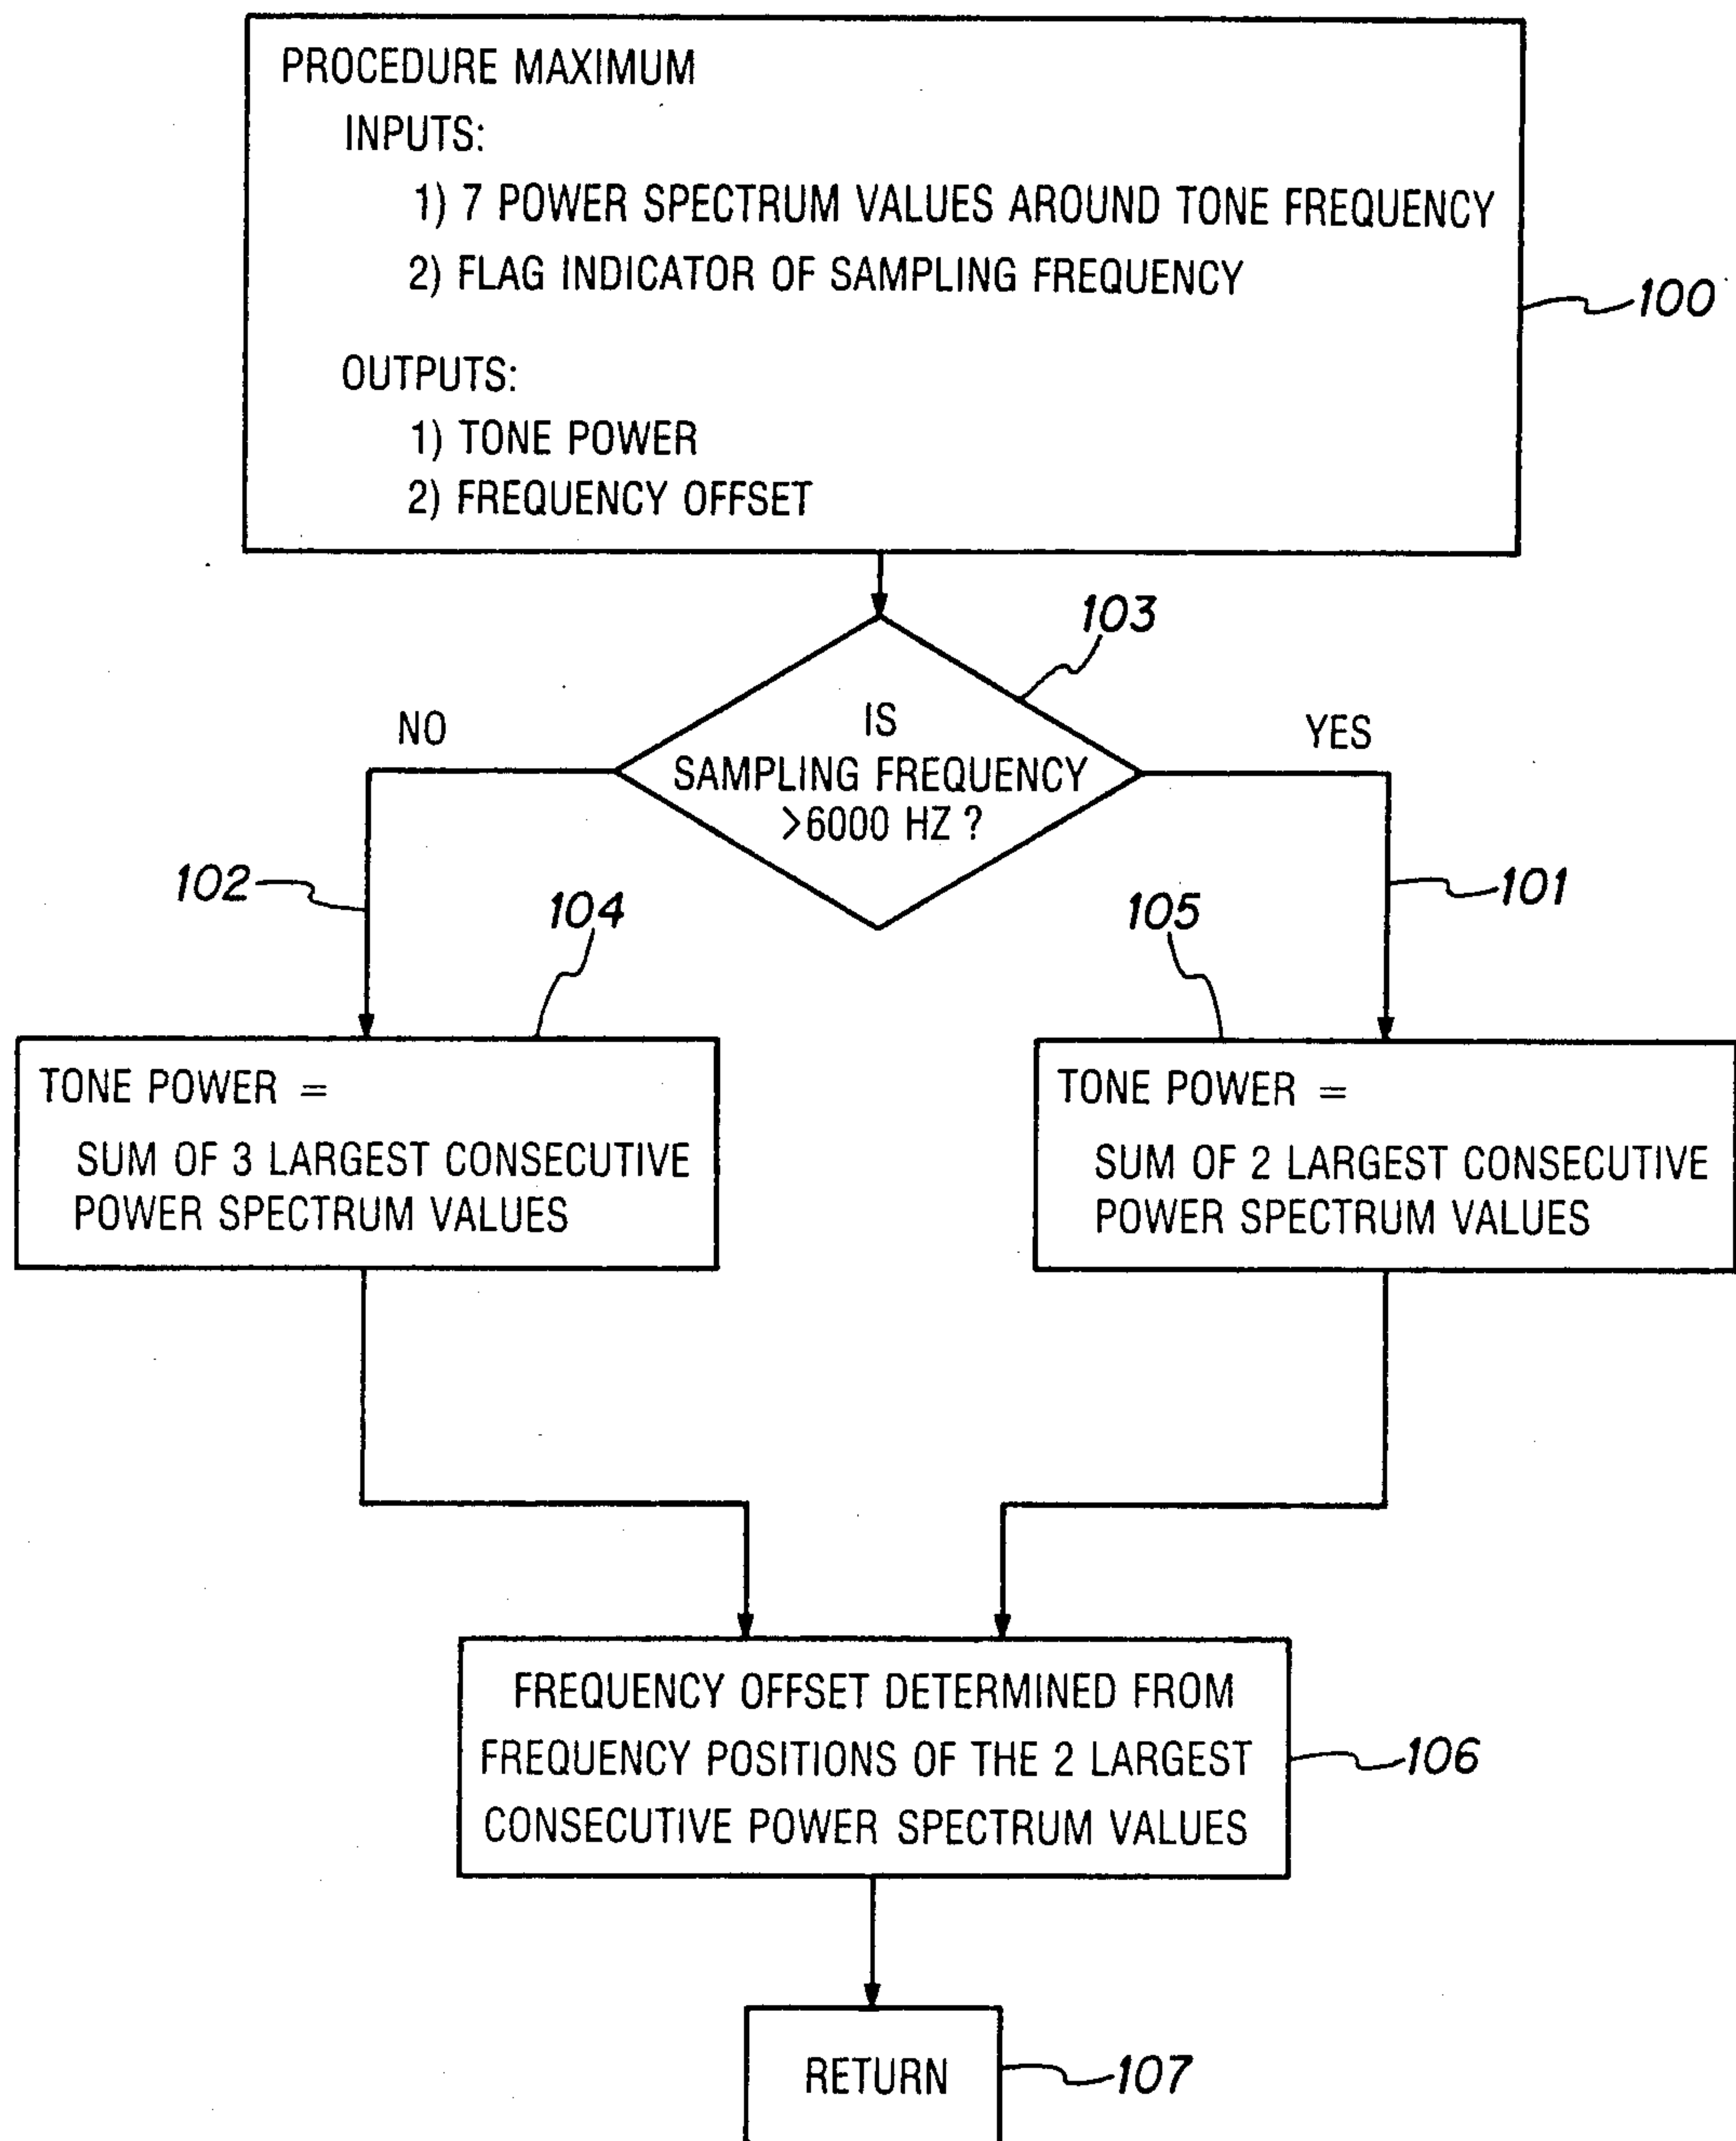 PROCEDURE MAXIMUM
INPUTS:
1) 7 POWER SPECTRUM VALUES AROUND TONE FREQUENCY
2) FLAG INDICATOR OF SAMPLING FREQUENCY
100
OUTPUTS:
1) TONE POWER
2) FREQUENCY OFFSET
103
NO
IS
SAMPLING FREQUENCY
>6000 HZ ?
YES
102
104
105
101
TONE POWER =
SUM OF 3 LARGEST CONSECUTIVE
POWER SPECTRUM VALUES
TONE POWER =
SUM OF 2 LARGEST CONSECUTIVE
POWER SPECTRUM VALUES
FREQUENCY OFFSET DETERMINED FROM
FREQUENCY POSITIONS OF THE 2 LARGEST
CONSECUTIVE POWER SPECTRUM VALUES
106
RETURN
107